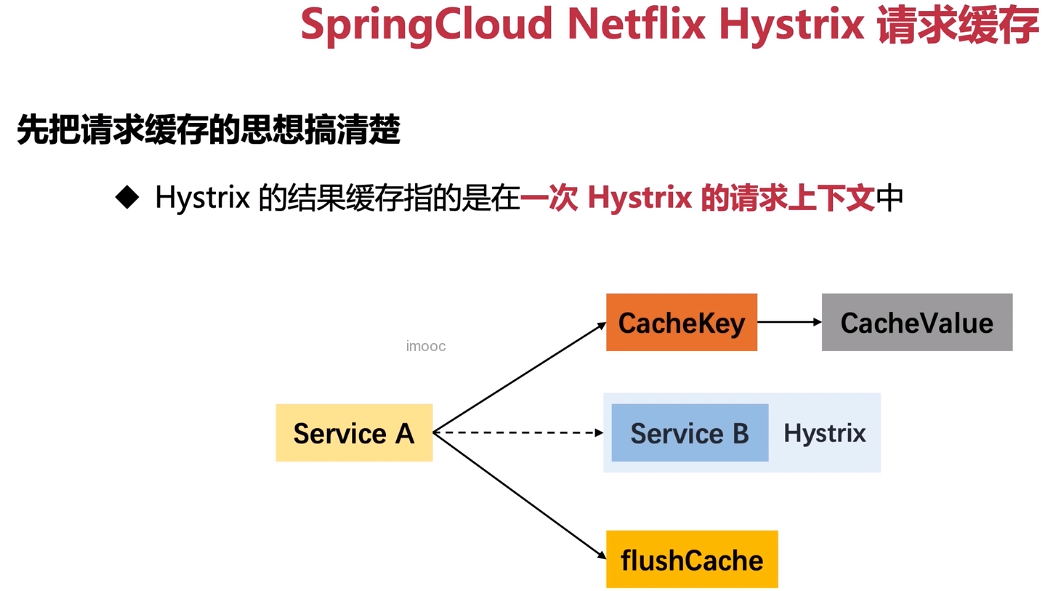 SpringCloud Netflix Hystrix 请求缓存
先把请求缓存的思想搞清楚
◆ Hystrix 的结果缓存指的是在一次 Hystrix 的请求上下文中
CacheKey
CacheValue
imooc
Service A
Service B
Hystrix
flushCache